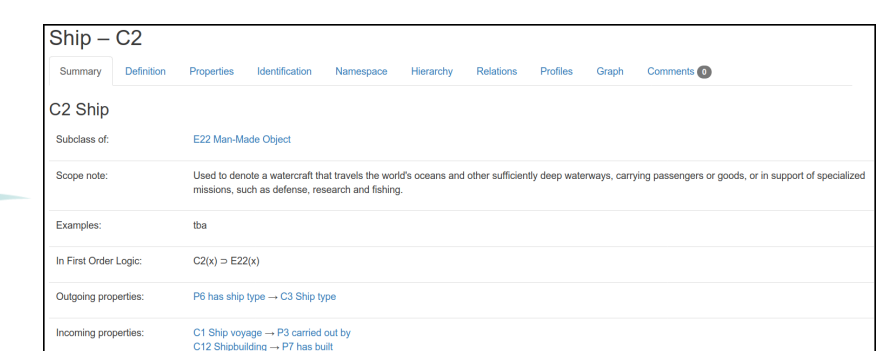 Ship – C2
Summary Definition Properties Identification Namespace Hierarchy Relations Profiles Graph Comments 0
C2 Ship
Subclass of: E22 Man-Made Object
Scope note: Used to denote a watercraft that travels the world's oceans and other sufficiently deep waterways, carrying passengers or goods, or in support of specialized
missions, such as defense, research and fishing.
Examples: tba
In First Order Logic: C2(x) ⊃ E22(x)
Outgoing properties: P6 has ship type → C3 Ship type
Incoming properties: C1 Ship voyage → P3 carried out by
C12 Shipbuilding → P7 has built